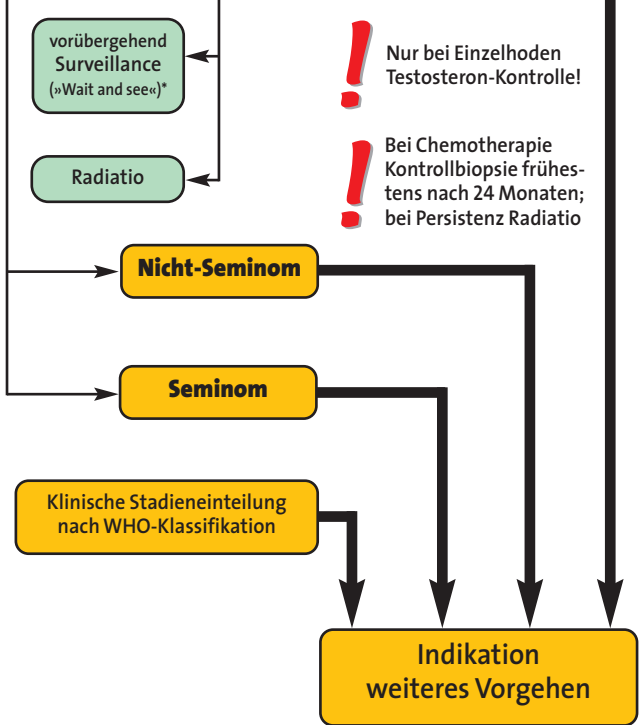 vorübergehend
Surveillance
(»Wait and see«)*
Nur bei Einzelhoden
Testosteron-Kontrolle!
Radiatio
Bei Chemotherapie
Kontrollbiopsie frühes-
tens nach 24 Monaten;
bei Persistenz Radiatio
Nicht-Seminom
Seminom
Klinische Stadieneinteilung
nach WHO-Klassifikation
Indikation
weiteres Vorgehen